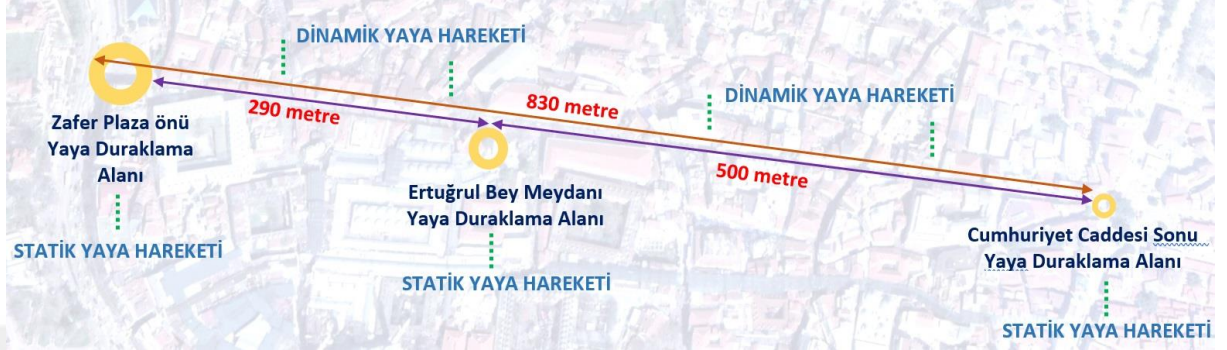 DİNAMİK YAYA HAREKETİ
290 metre
830 metre
DİNAMİK YAYA HAREKETİ
500 metre
Zafer Plaza önü
Yaya Duraklama
Alanı
STATİK YAYA HAREKETİ
Ertuğrul Bey Meydanı
Yaya Duraklama Alanı
STATİK YAYA HAREKETİ
Cumhuriyet Caddesi Sonu
Yaya Duraklama Alanı
STATİK YAYA HAREKETİ